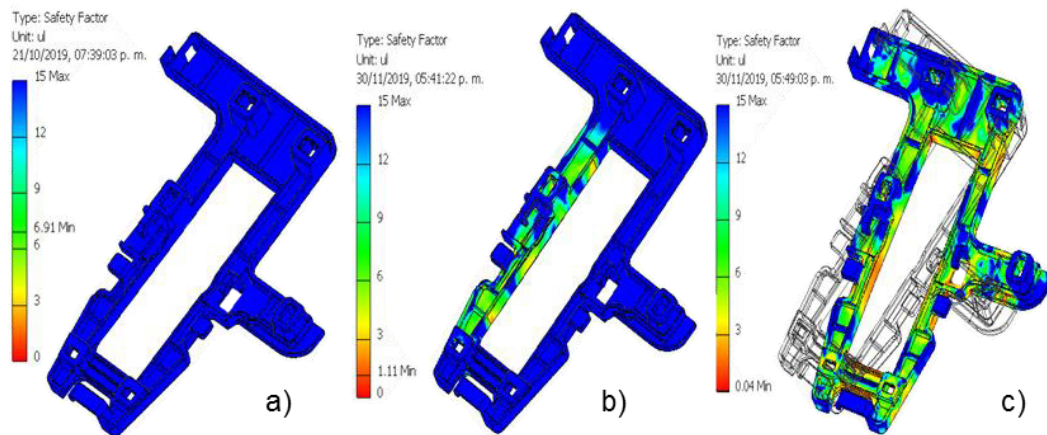 Type: Safety Factor
Unit: ul
21/10/2019, 07:39:03 p. m.
15 Max
12
9
6.91 Min
6
3
0
a)
Type: Safety Factor
Unit: ul
30/11/2019, 05:41:22 p. m.
15 Max
12
9
6
3
1.11 Min
0
b)
Type: Safety Factor
Unit: ul
30/11/2019, 05:49:03 p. m.
15 Max
12
9
6
3
0.04 Min
c)